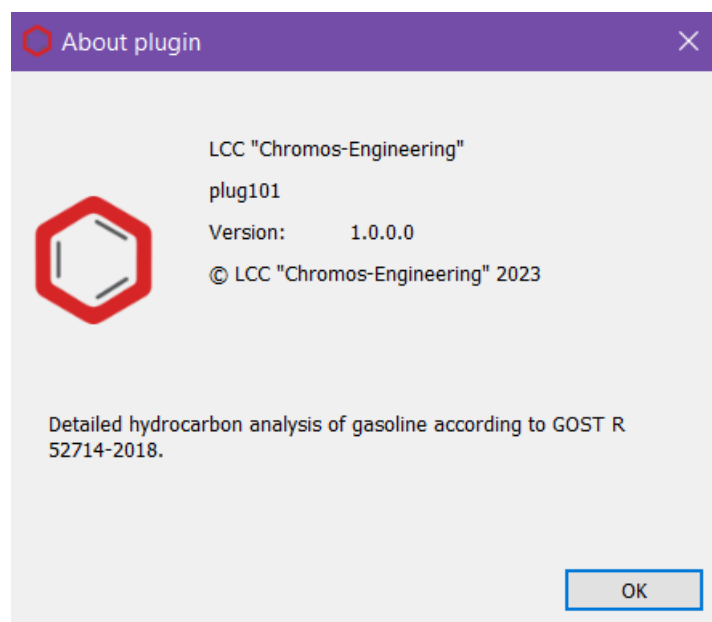 About plugin
LCC "Chromos-Engineering"
plug101
Version: 1.0.0.0
© LCC "Chromos-Engineering" 2023
Detailed hydrocarbon analysis of gasoline according to GOST R
52714-2018.
OK